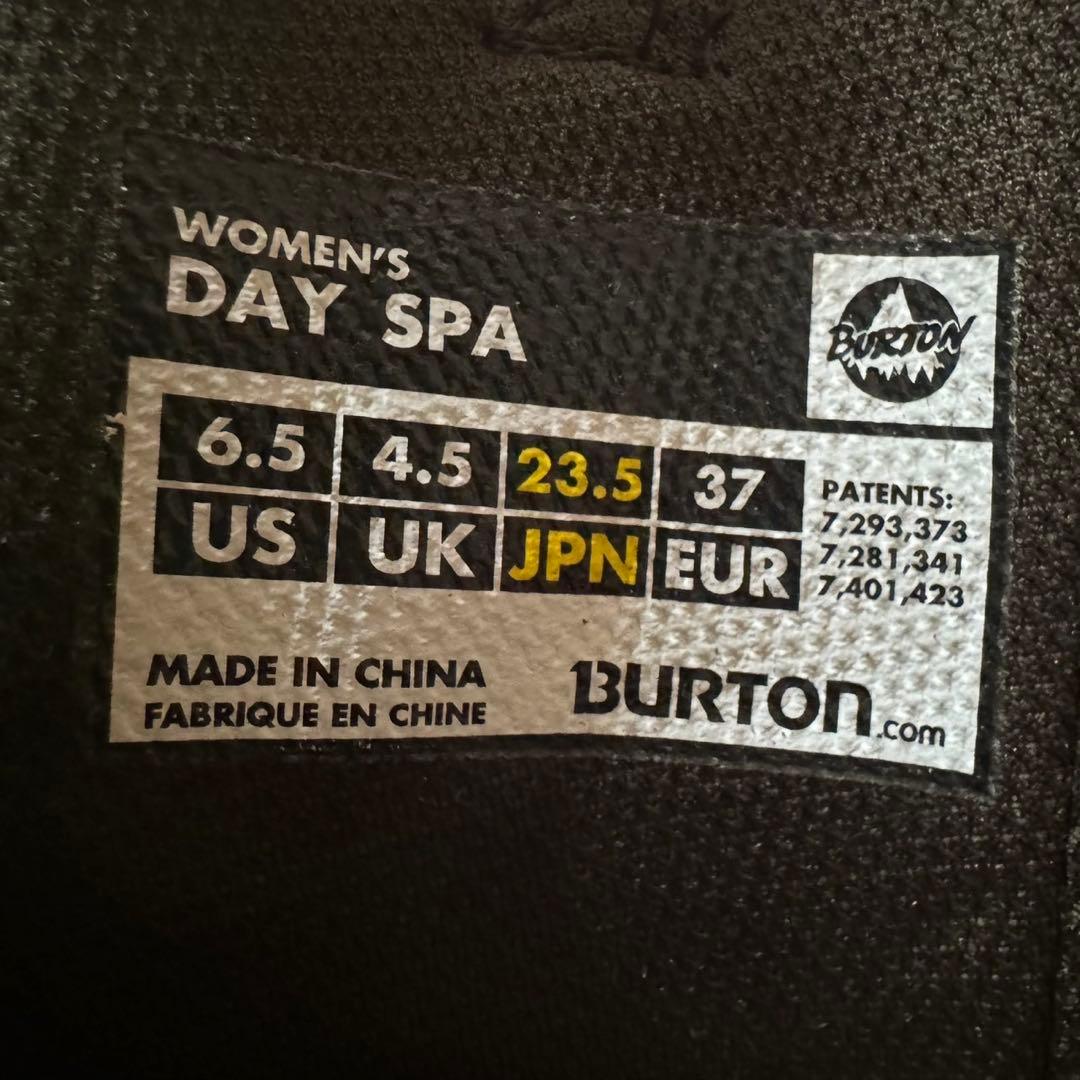 WOMEN'S
DAY SPA
BURTON
6.5 4.5 23.5 37
US UK JPN EUR
PATENTS:
7,293,373
7,281,341
7,401,423
MADE IN CHINA
FABRIQUE EN CHINE
BURTON.com